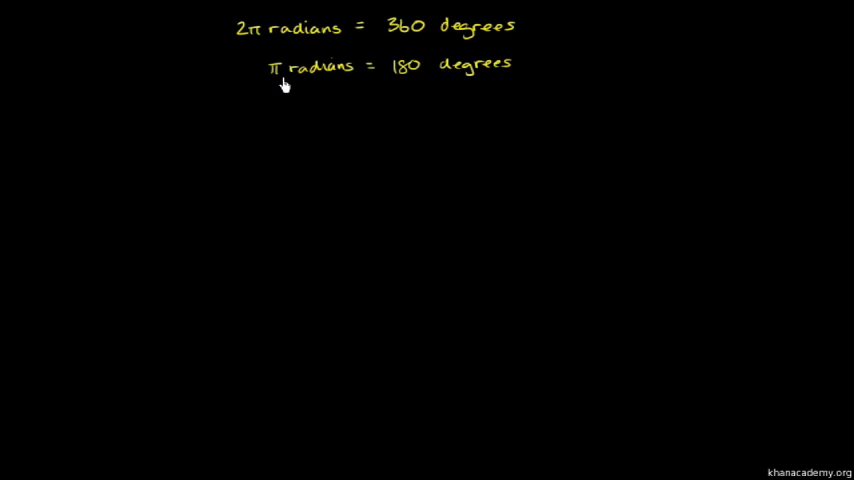 2π radians = 360 degrees
π radians = 180 degrees
khanacademy.org